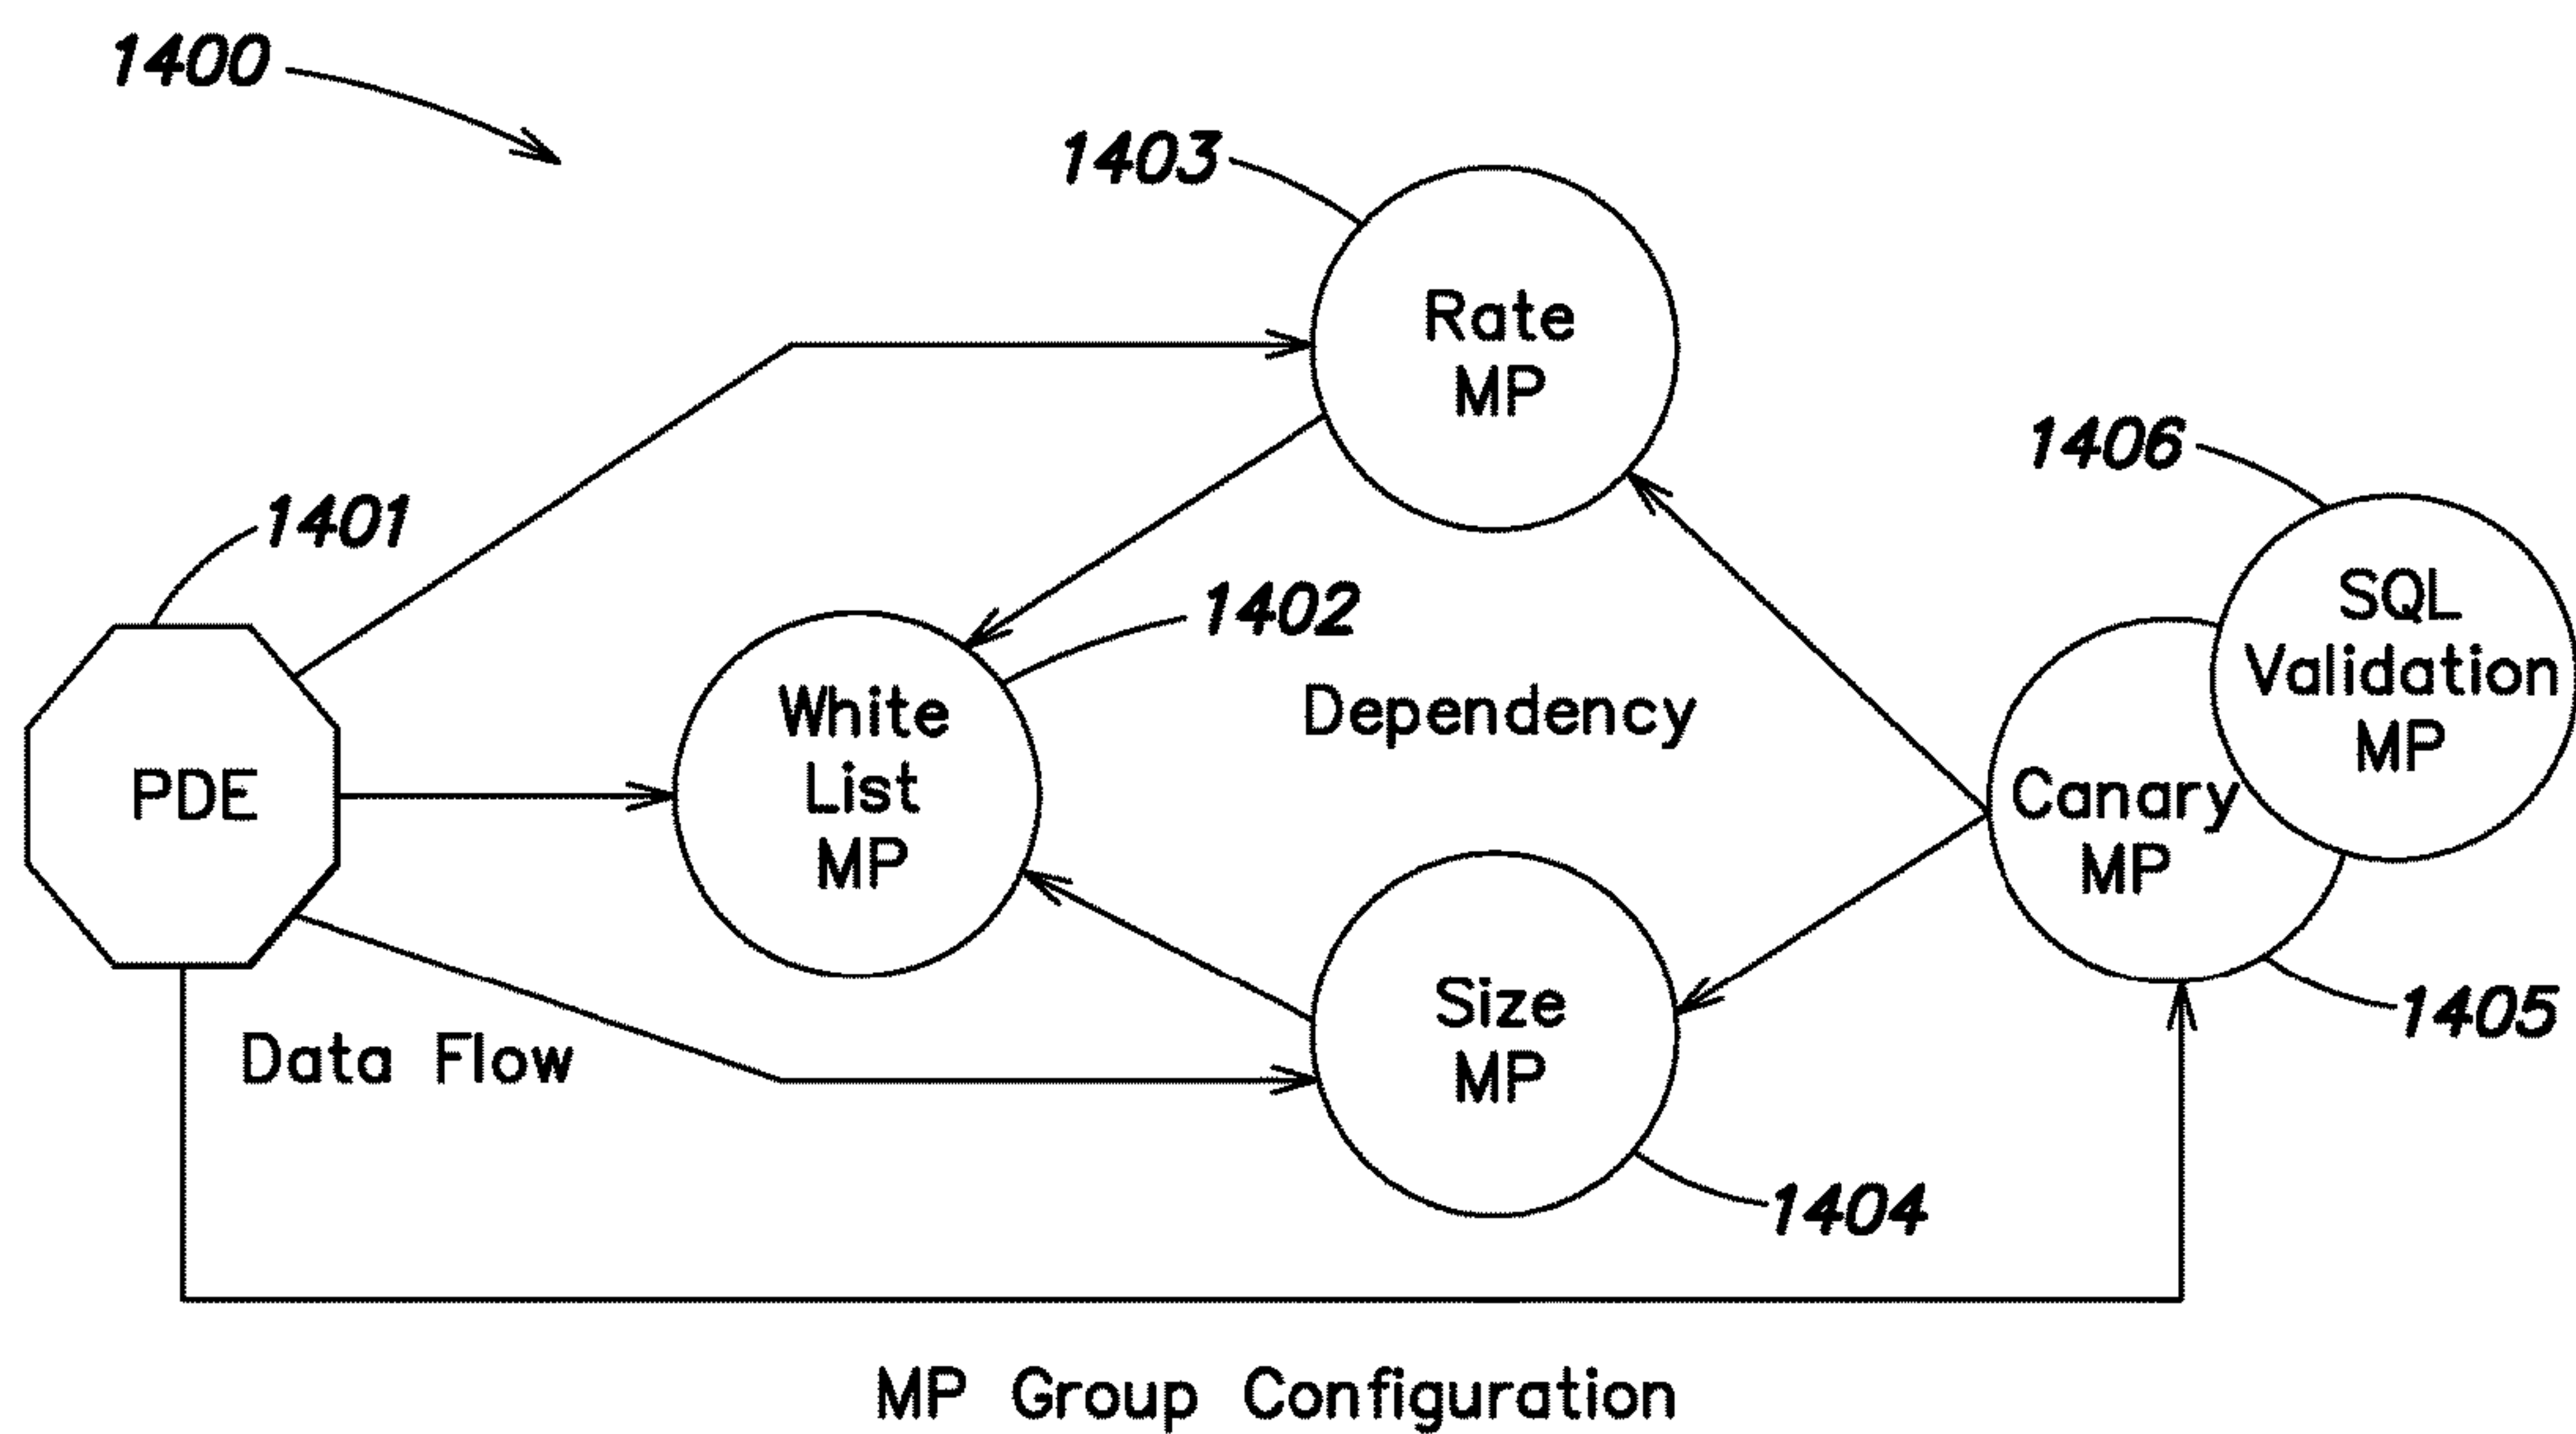 1400
1403
Rate
MP
1406
1401
SQL
Validation
MP
1402
White
List
MP
Dependency
PDE
Canary
MP
Size
MP
1405
Data Flow
1404
MP Group Configuration